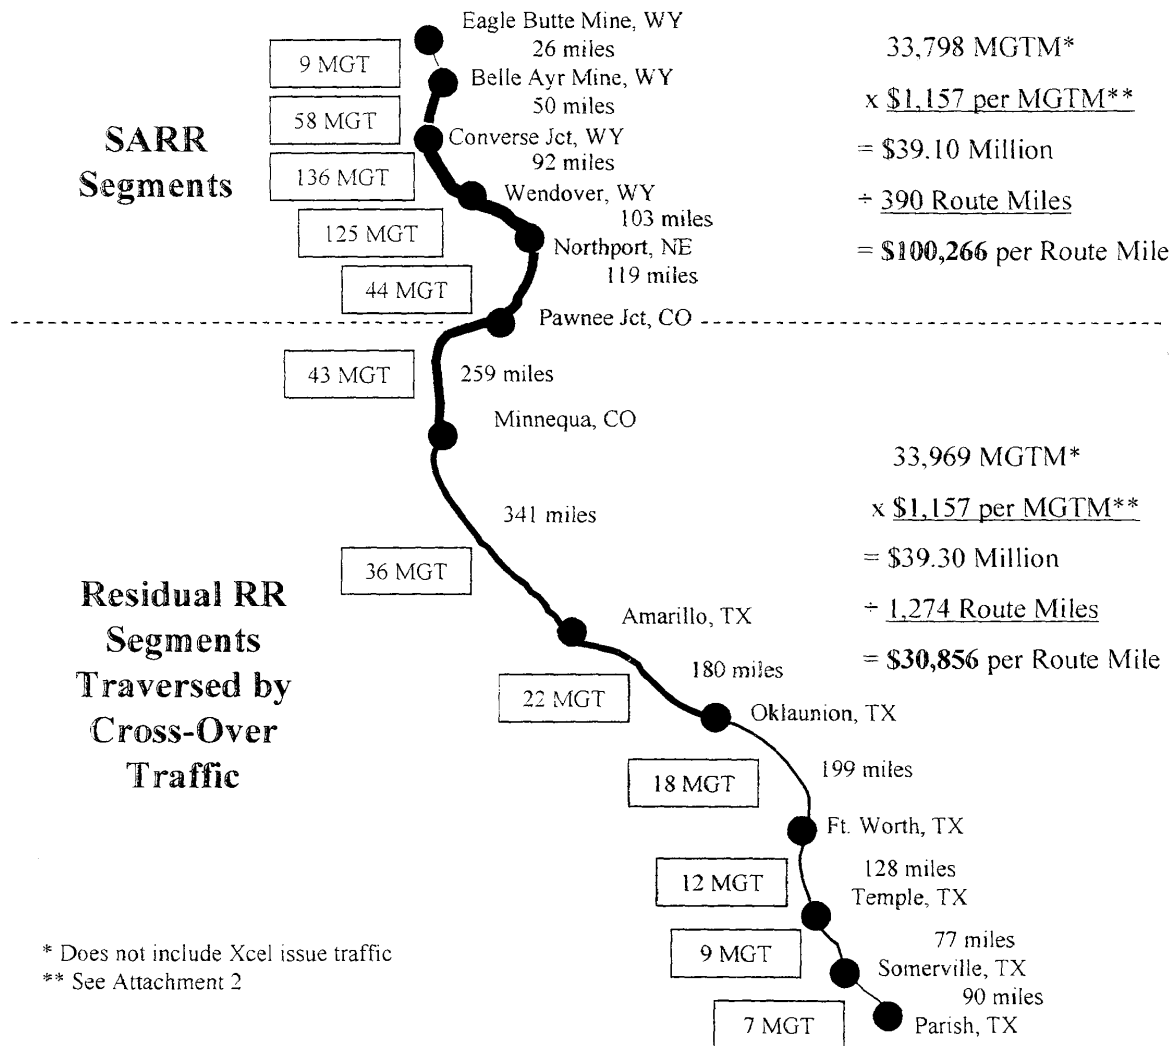 Eagle Butte Mine, WY
26 miles
9 MGT
Belle Ayr Mine, WY
50 miles
58 MGT
Converse Jct, WY
92 miles
136 MGT
Wendover, WY
103 miles
125 MGT
Northport, NE
119 miles
44 MGT
Pawnee Jct, CO
SARR
Segments
33,798 MGTM*
x $1,157 per MGTM**
= $39.10 Million
÷ 390 Route Miles
= $100,266 per Route Mile
43 MGT
259 miles
Minnequa, CO
341 miles
36 MGT
Amarillo, TX
180 miles
22 MGT
Oklaunion, TX
199 miles
18 MGT
Ft. Worth, TX
128 miles
12 MGT
Temple, TX
77 miles
9 MGT
Somerville, TX
90 miles
7 MGT
Parish, TX
Residual RR
Segments
Traversed by
Cross-Over
Traffic
33,969 MGTM*
x $1,157 per MGTM**
= $39.30 Million
÷ 1,274 Route Miles
= $30,856 per Route Mile
* Does not include Xcel issue traffic
** See Attachment 2